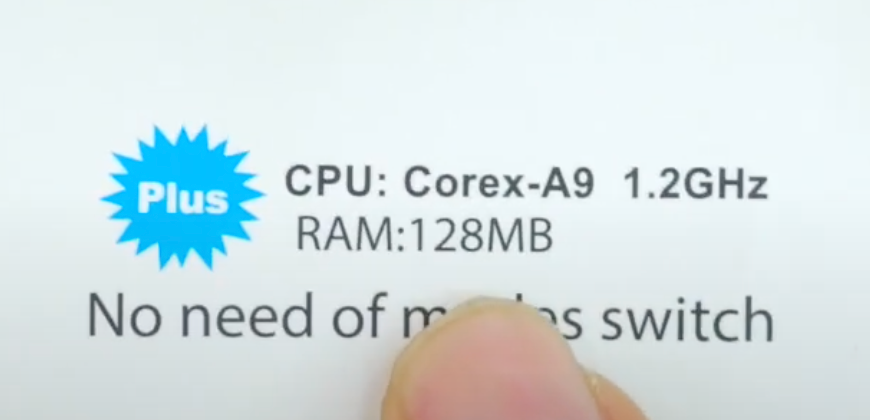 Plus
CPU: Corex-A9 1.2GHz
RAM:128MB
No need of switch